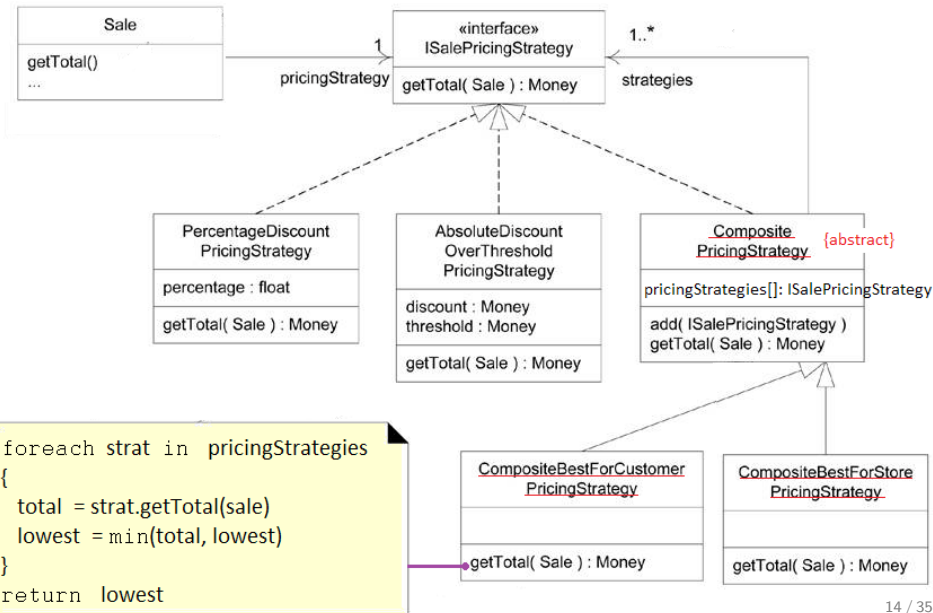 Sale
getTotal()
...
1
pricingStrategy
«interface»
ISalePricingStrategy
getTotal( Sale ) : Money
1..*
strategies
PercentageDiscount
PricingStrategy
percentage : float
getTotal( Sale ) : Money
AbsoluteDiscount
OverThreshold
PricingStrategy
discount : Money
threshold : Money
getTotal( Sale ) : Money
Composite
PricingStrategy
{abstract}
pricingStrategies[]: ISalePricingStrategy
add( ISalePricingStrategy )
getTotal( Sale ) : Money
foreach strat in pricingStrategies
{
total = strat.getTotal(sale)
lowest = min(total, lowest)
}
return lowest
CompositeBestForCustomer
PricingStrategy
getTotal( Sale ) : Money
CompositeBestForStore
PricingStrategy
getTotal( Sale ) : Money
14 / 35